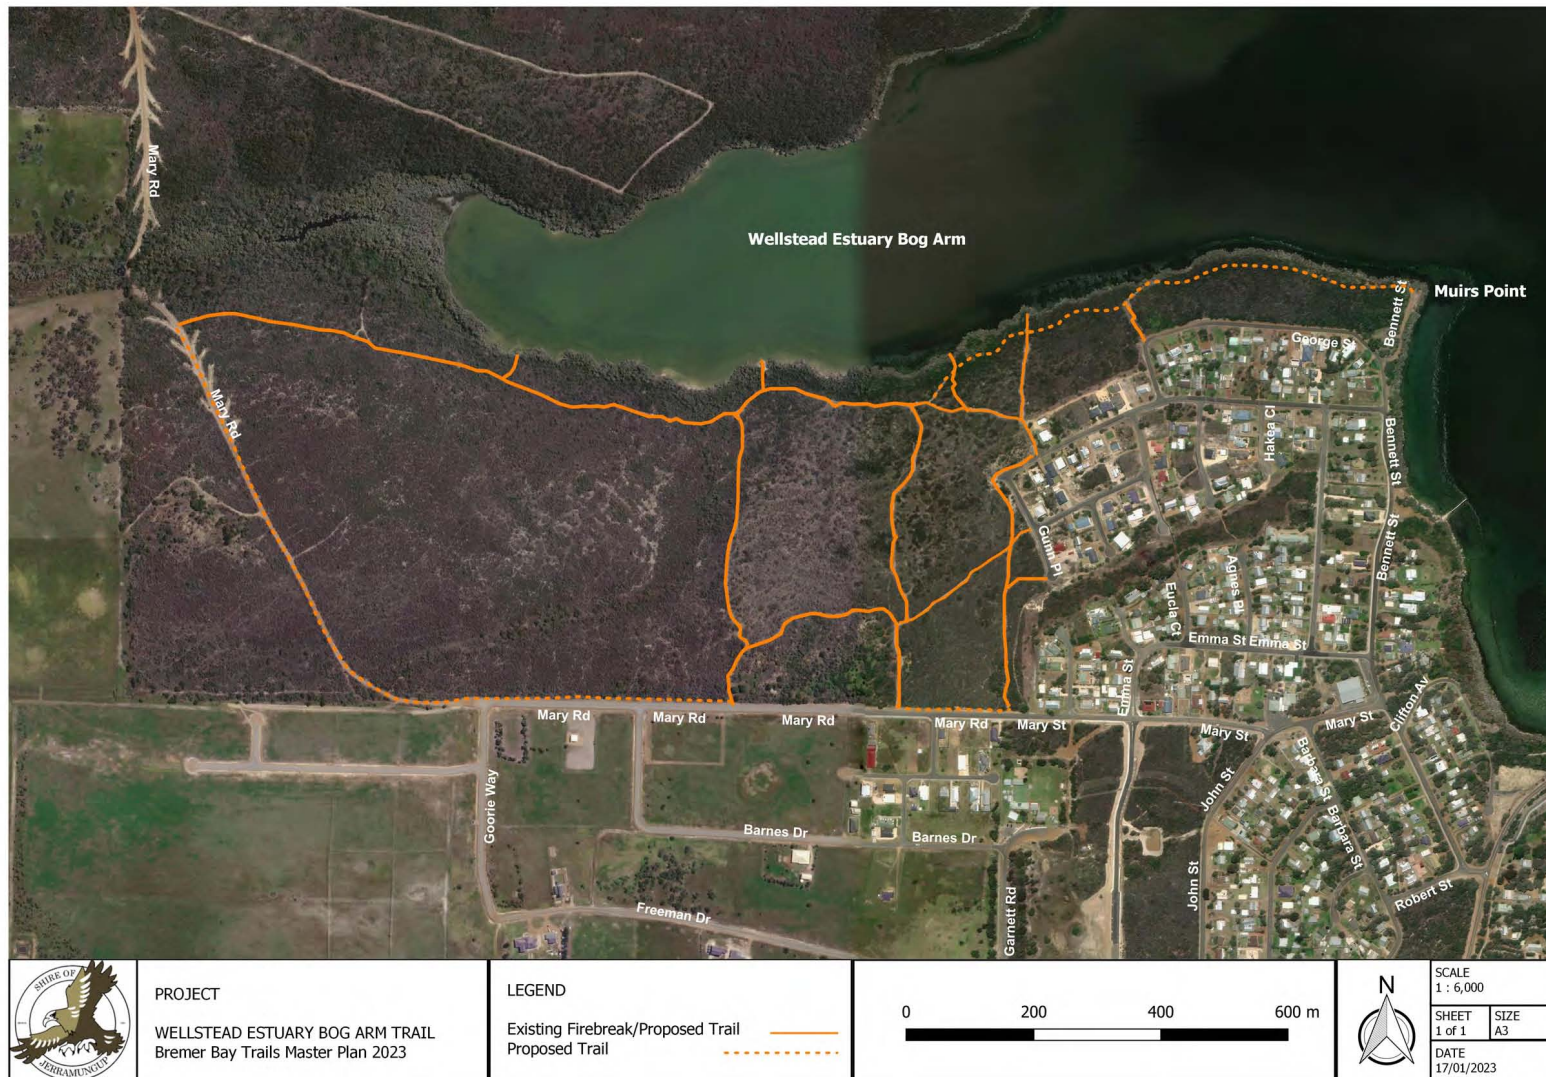 Mary Rd
Wellstead Estuary Bog Arm
Muirs Point
Bennett St
George St
Mary Rd
Hakea Cl
Bennett St
Gunn Pl
Bennett St
Agnes Pl
Eucla Ct
Emma St
Emma St
Emma St
Mary Rd
Mary Rd
Mary Rd
Mary Rd
Mary St
Mary St
Mary St
Clifton Av
Goorie Way
Barnes Dr
Barnes Dr
John St
Barbara St
Barbara St
John St
Robert St
Freeman Dr
Garnett Rd
SHIRE OF
JERRAMUNGUP
PROJECT
WELLSTEAD ESTUARY BOG ARM TRAIL
Bremer Bay Trails Master Plan 2023
LEGEND
Existing Firebreak/Proposed Trail
Proposed Trail
0 200 400 600 m
N
SCALE
1 : 6,000
SHEET
1 of 1
SIZE
A3
DATE
17/01/2023